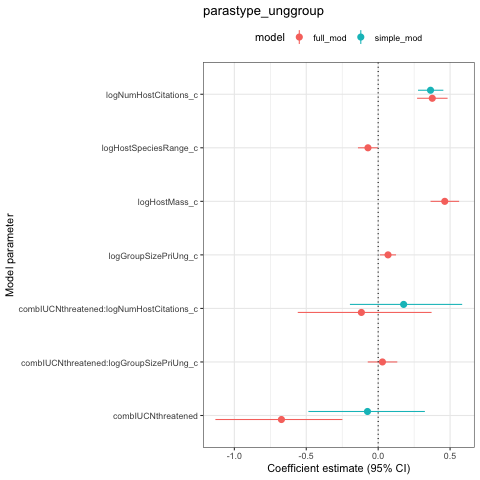 parastype_unggroup
model full_mod simple_mod
logNumHostCitations_c
logHostSpeciesRange_c
logHostMass_c
logGroupSizePriUng_c
combIUCNthreatened:logNumHostCitations_c
combIUCNthreatened:logGroupSizePriUng_c
combIUCNthreatened
Model parameter
-1.0 -0.5 0.0 0.5
Coefficient estimate (95% CI)